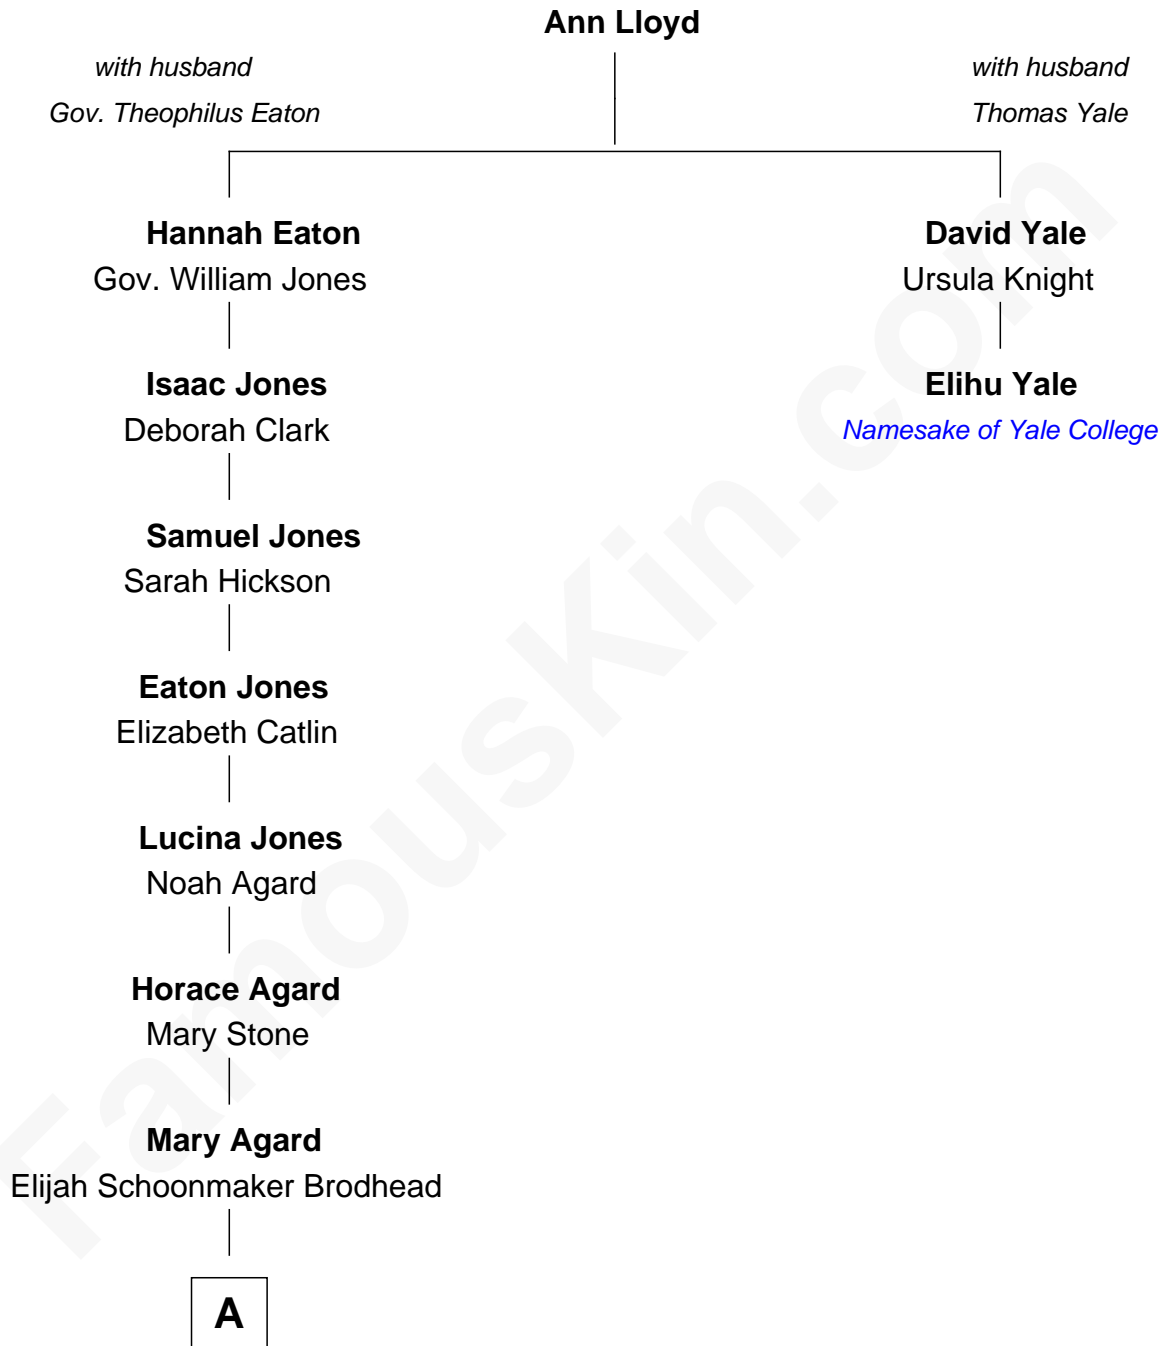 Ann Lloyd
with husband
Gov. Theophilus Eaton
with husband
Thomas Yale
Hannah Eaton
Gov. William Jones
David Yale
Ursula Knight
Isaac Jones
Deborah Clark
Elihu Yale
Namesake of Yale College
Samuel Jones
Sarah Hickson
Eaton Jones
Elizabeth Catlin
Lucina Jones
Noah Agard
Horace Agard
Mary Stone
Mary Agard
Elijah Schoonmaker Brodhead
A
FamousKin.com